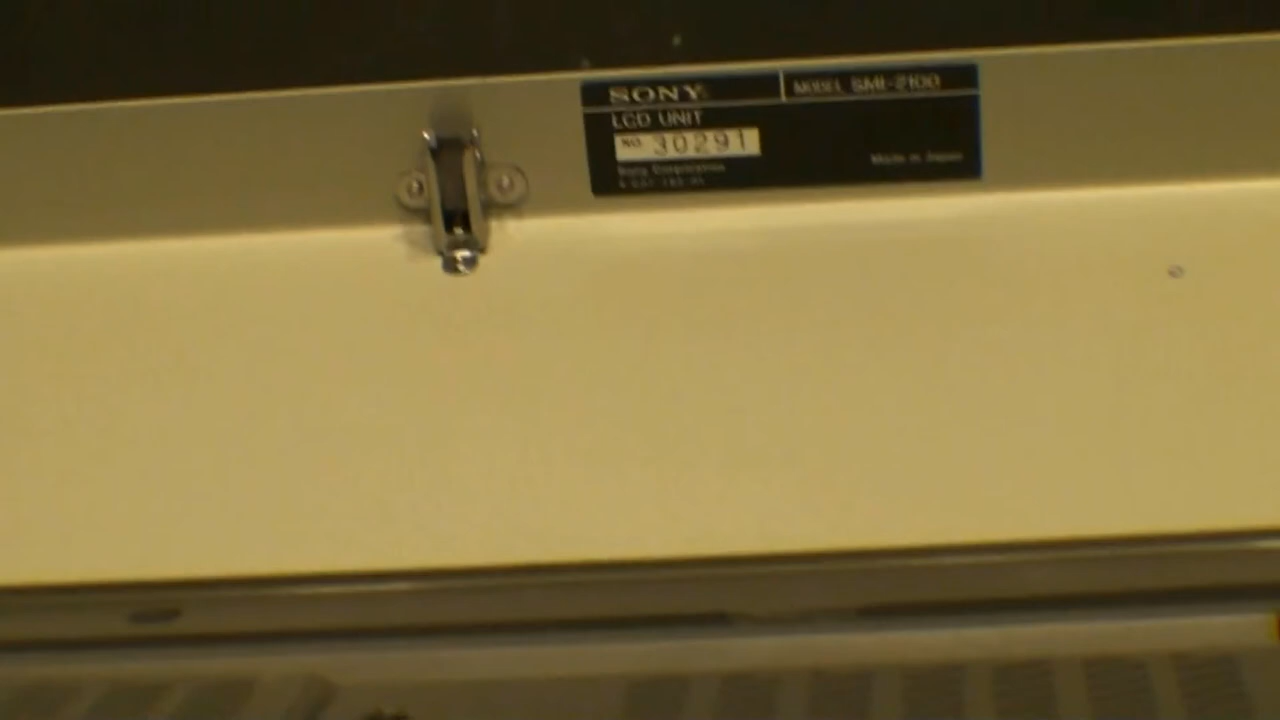 SONY
MODEL SMI-2100
LCD UNIT
NO. 30291
Sony Corporation
Made in Japan